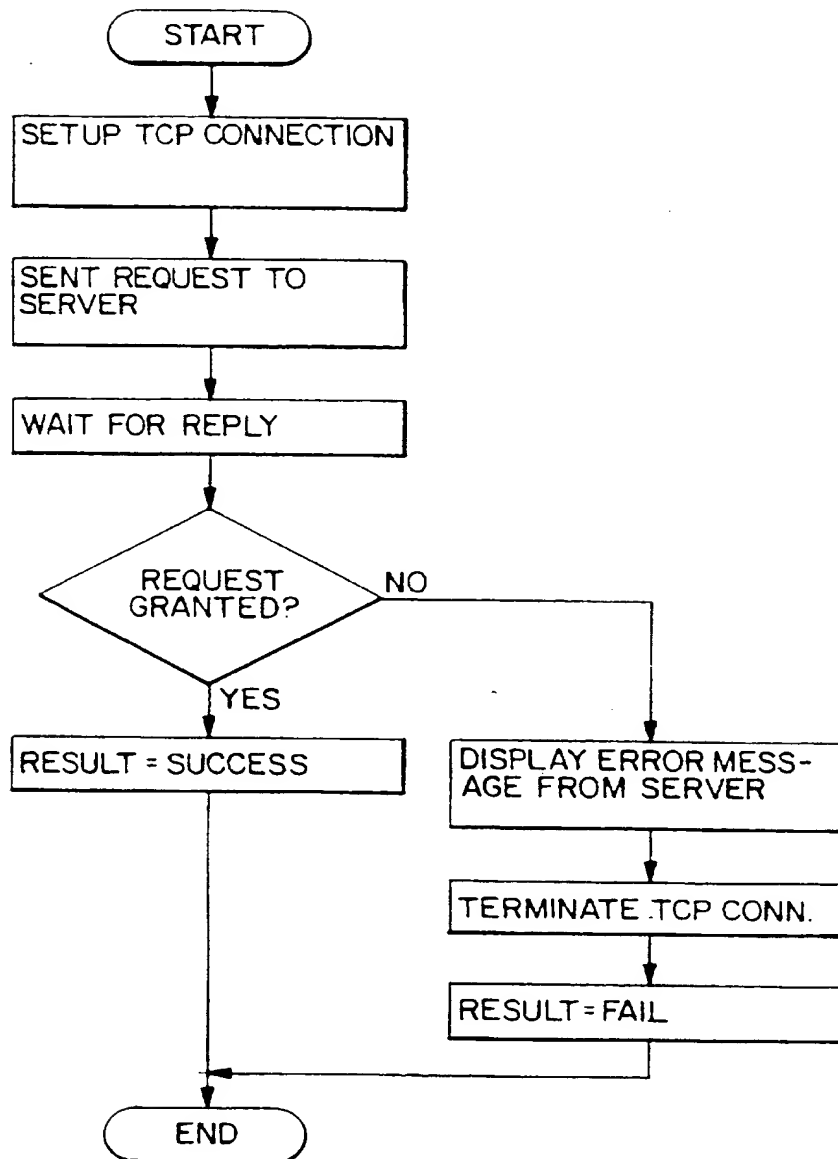 START
SETUP TCP CONNECTION
SENT REQUEST TO
SERVER
WAIT FOR REPLY
REQUEST
GRANTED?
NO
YES
RESULT = SUCCESS
DISPLAY ERROR MESS-
AGE FROM SERVER
TERMINATE TCP CONN.
RESULT = FAIL
END